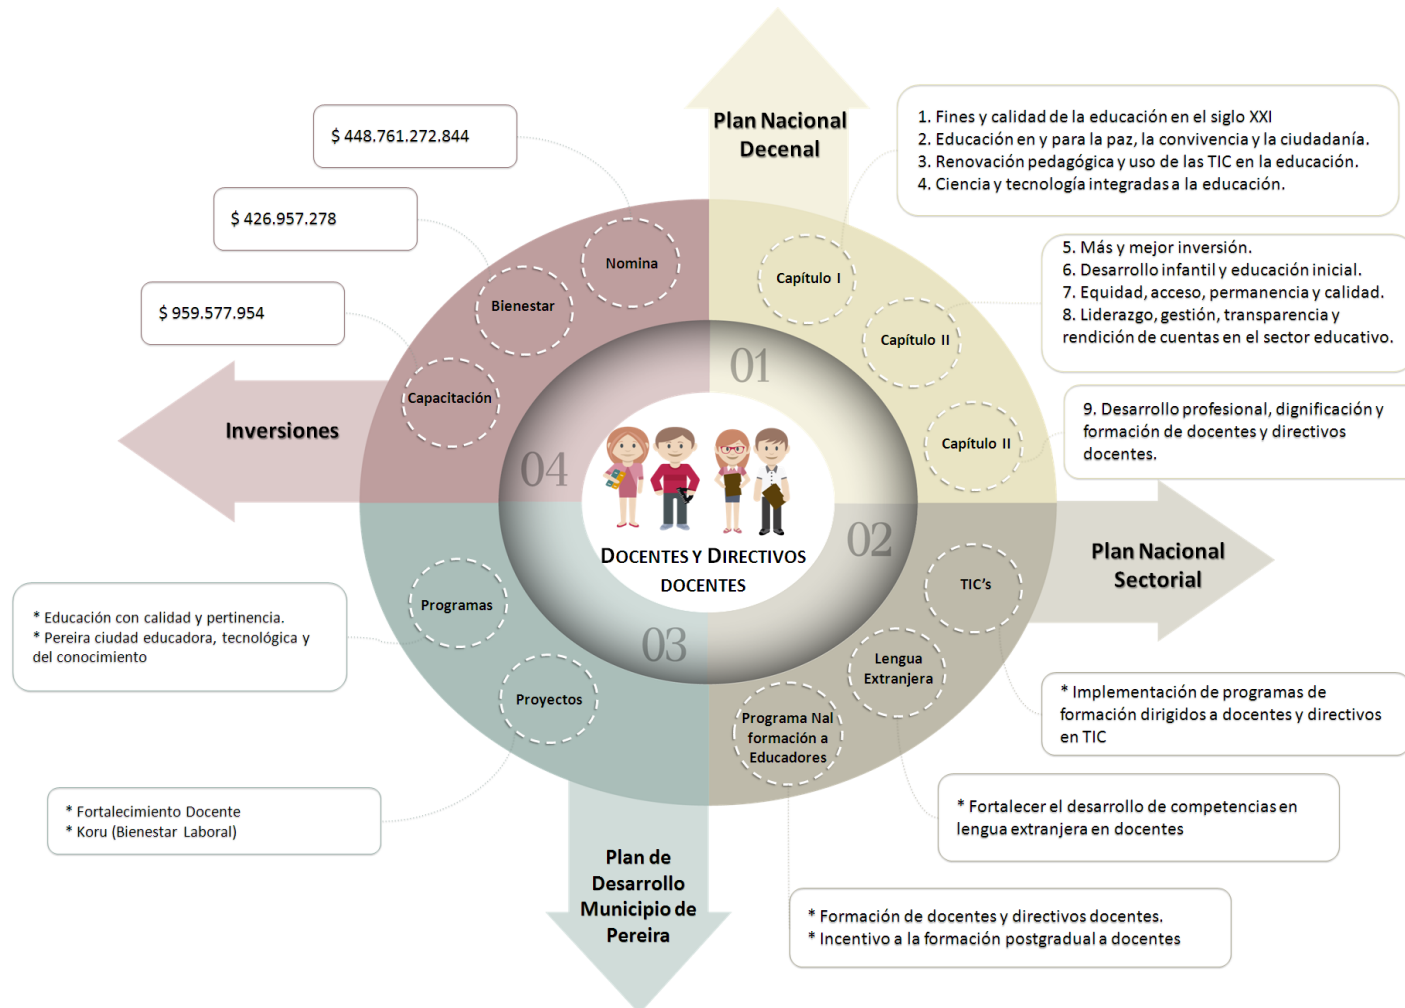 Plan Nacional
Decenal
1. Fines y calidad de la educación en el siglo XXI
2. Educación en y para la paz, la convivencia y la ciudadanía.
3. Renovación pedagógica y uso de las TIC en la educación.
4. Ciencia y tecnología integradas a la educación.
$ 448.761.272.844
$ 426.957.278
$ 959.577.954
Nomina
Bienestar
Capacitación
Inversiones
Capítulo I
Capítulo II
Capítulo II
5. Más y mejor inversión.
6. Desarrollo infantil y educación inicial.
7. Equidad, acceso, permanencia y calidad.
8. Liderazgo, gestión, transparencia y
rendición de cuentas en el sector educativo.
9. Desarrollo profesional, dignificación y
formación de docentes y directivos
docentes.
01
02
03
04
DOCENTES Y DIRECTIVOS
DOCENTES
Plan Nacional
Sectorial
TIC's
Lengua
Extranjera
Programa Nal
formación a
Educadores
* Implementación de programas de
formación dirigidos a docentes y directivos
en TIC
* Fortalecer el desarrollo de competencias en
lengua extranjera en docentes
* Formación de docentes y directivos docentes.
* Incentivo a la formación postgradual a docentes
Programas
Proyectos
* Educación con calidad y pertinencia.
* Pereira ciudad educadora, tecnológica y
del conocimiento
* Fortalecimiento Docente
* Koru (Bienestar Laboral)
Plan de
Desarrollo
Municipio de
Pereira